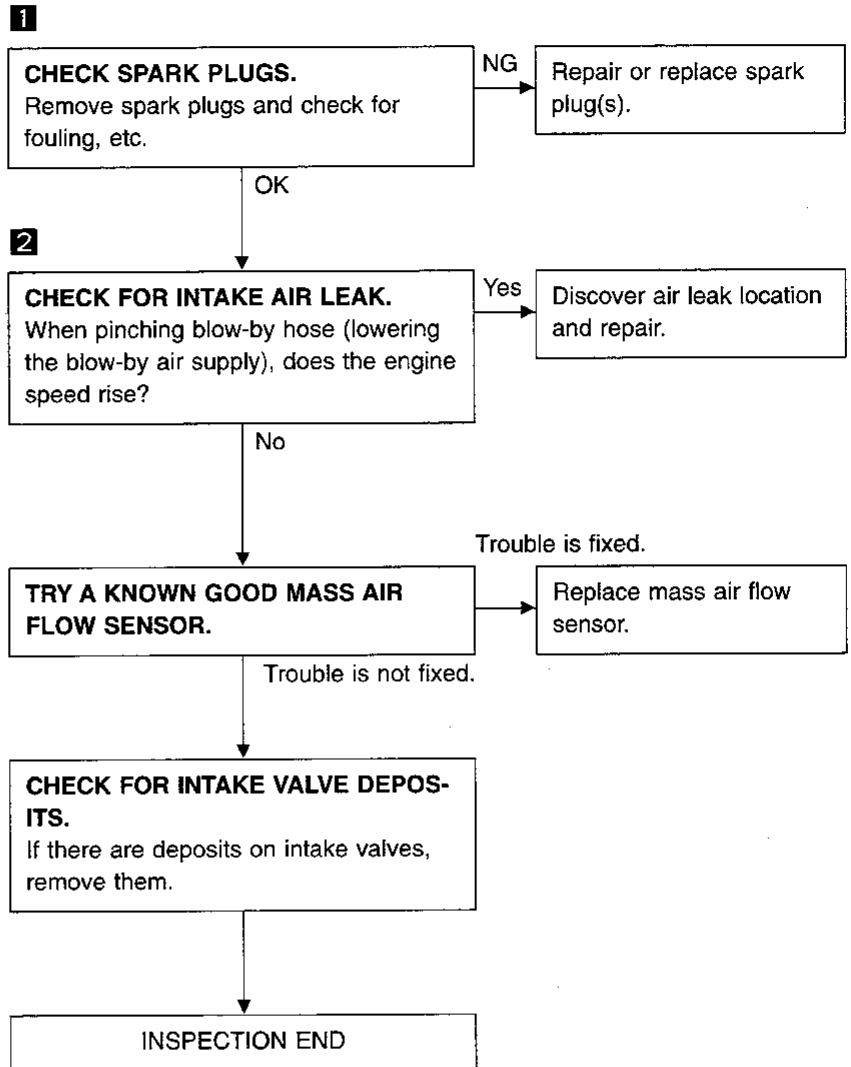 1
CHECK SPARK PLUGS.
Remove spark plugs and check for
fouling, etc.
NG
Repair or replace spark
plug(s).
OK
2
CHECK FOR INTAKE AIR LEAK.
When pinching blow-by hose (lowering
the blow-by air supply), does the engine
speed rise?
Yes
Discover air leak location
and repair.
No
TRY A KNOWN GOOD MASS AIR
FLOW SENSOR.
Trouble is fixed.
Replace mass air flow
sensor.
Trouble is not fixed.
CHECK FOR INTAKE VALVE DEPOS-
ITS.
If there are deposits on intake valves,
remove them.
INSPECTION END